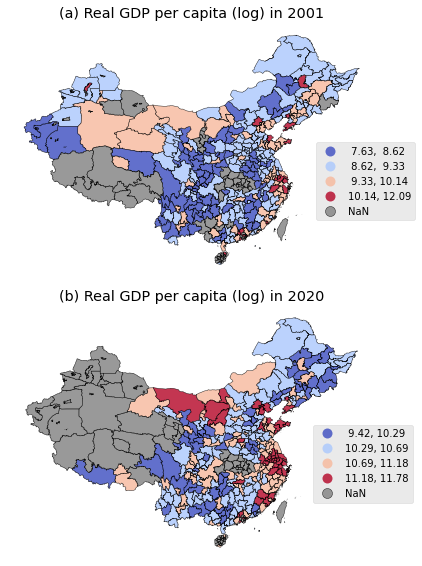 (a) Real GDP per capita (log) in 2001
7.63, 8.62
8.62, 9.33
9.33, 10.14
10.14, 12.09
NaN
(b) Real GDP per capita (log) in 2020
9.42, 10.29
10.29, 10.69
10.69, 11.18
11.18, 11.78
NaN